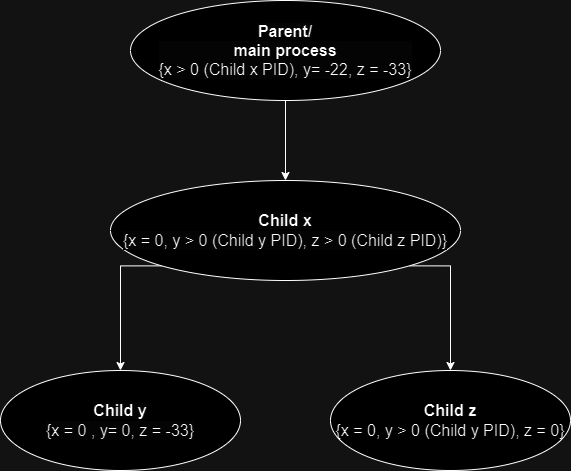 Parent/
main process
{x > 0 (Child x PID), y= -22, z = -33}
Child x
{x = 0, y > 0 (Child y PID), z > 0 (Child z PID)}
Child y
{x = 0 , y= 0, z = -33}
Child z
{x = 0, y > 0 (Child y PID), z = 0}